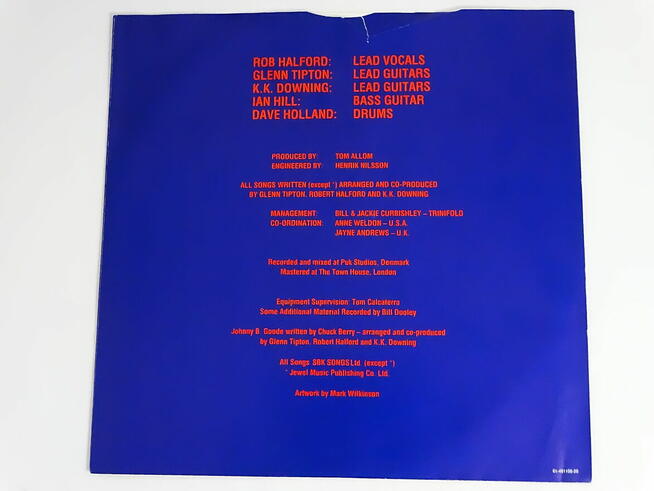 ROB HALFORD: LEAD VOCALS
GLENN TIPTON: LEAD GUITARS
K.K. DOWNING: LEAD GUITARS
IAN HILL: BASS GUITAR
DAVE HOLLAND: DRUMS
PRODUCED BY: TOM ALLOM
ENGINEERED BY: HENRIK NILSSON
ALL SONGS WRITTEN (except *) ARRANGED AND CO-PRODUCED
BY GLENN TIPTON, ROBERT HALFORD AND K.K. DOWNING
MANAGEMENT: BILL & JACKIE CURBISHLEY – TRINIFOLD
CO-ORDINATION: ANNE WELDON – U.S.A.
JAYNE ANDREWS – U.K.
Recorded and mixed at Puk Studios, Denmark
Mastered at The Town House, London
Equipment Supervision: Tom Calcaterra
Some Additional Material Recorded by Bill Dooley
Johnny B. Goode written by Chuck Berry – arranged and co-produced
by Glenn Tipton, Robert Halford and K.K. Downing
All Songs SBK SONGS Ltd. (except *)
* Jewel Music Publishing Co. Ltd.
Artwork by Mark Wilkinson